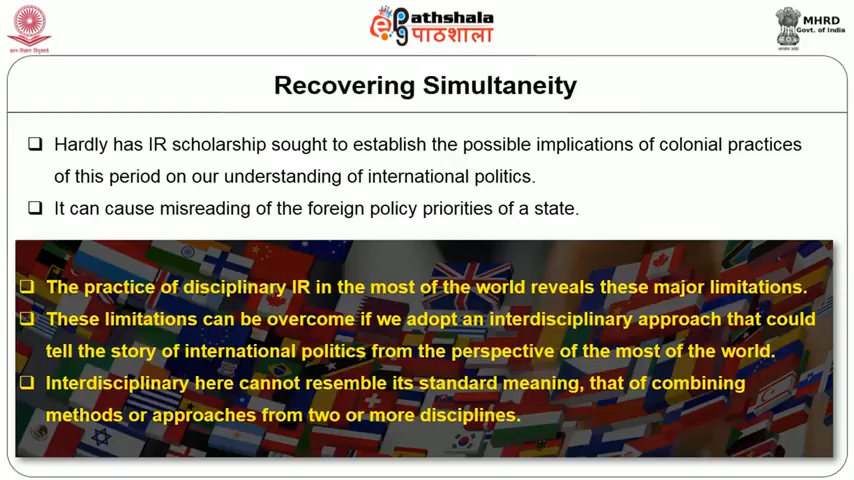 Pathshala
पाठशाला
MHRD
Govt. of India
Recovering Simultaneity
Hardly has IR scholarship sought to establish the possible implications of colonial practices
of this period on our understanding of international politics.
It can cause misreading of the foreign policy priorities of a state.
The practice of disciplinary IR in the most of the world reveals these major limitations.
These limitations can be overcome if we adopt an interdisciplinary approach that could
tell the story of international politics from the perspective of the most of the world.
Interdisciplinary here cannot resemble its standard meaning, that of combining
methods or approaches from two or more disciplines.